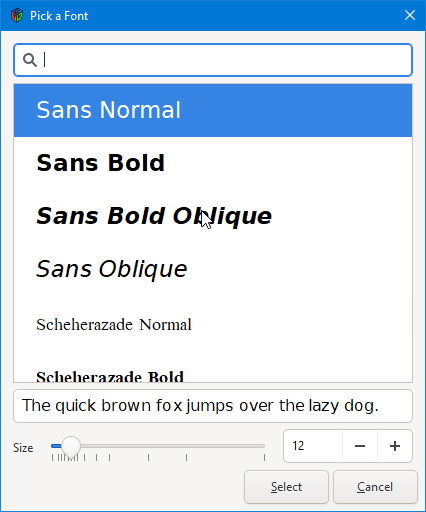 Pick a Font
Sans Normal
Sans Bold
Sans Bold Oblique
Sans Oblique
Scheherazade Normal
Scheherazade Bold
The quick brown fox jumps over the lazy dog.
Size 12
Select Cancel